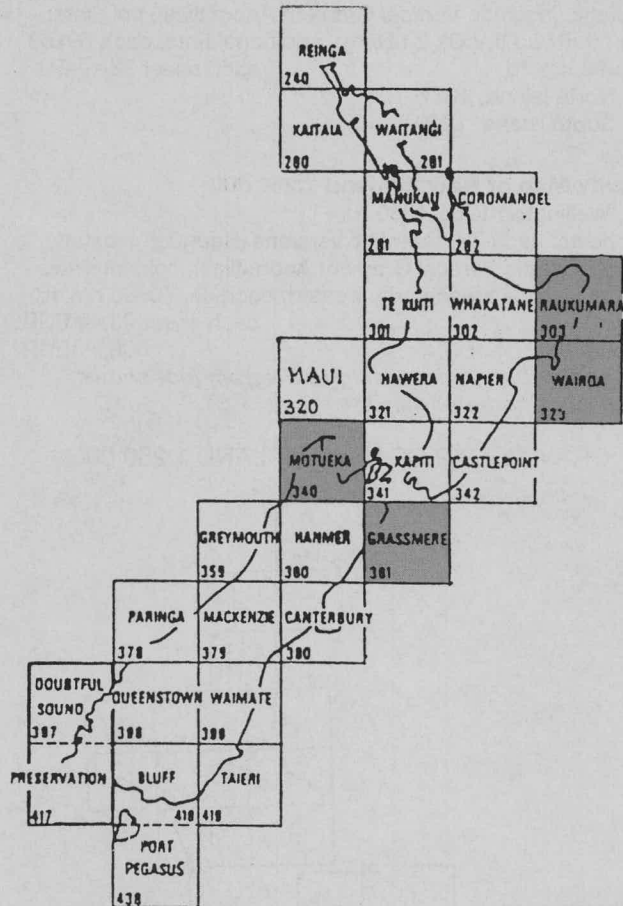 REINGA
240
KAITAIA WAITANGI
260 261
MANUKAU COROMANDEL
281 282
TE KUITI WHAKATANE RAUKUMARA
301 302 303
MAUI HAWERA NAPIER WAIROA
320 321 322 323
MOTUEKA KAPITI CASTLEPOINT
340 341 342
GREYMOUTH HANMER GRASSMERE
359 360 361
PARINGA MACKENZIE CANTERBURY
378 379 380
DOUBTFUL
SOUND QUEENSTOWN WAIMATE
397 398 399
PRESERVATION BLUFF TAIERI
417 418 419
PORT
PEGASUS
438